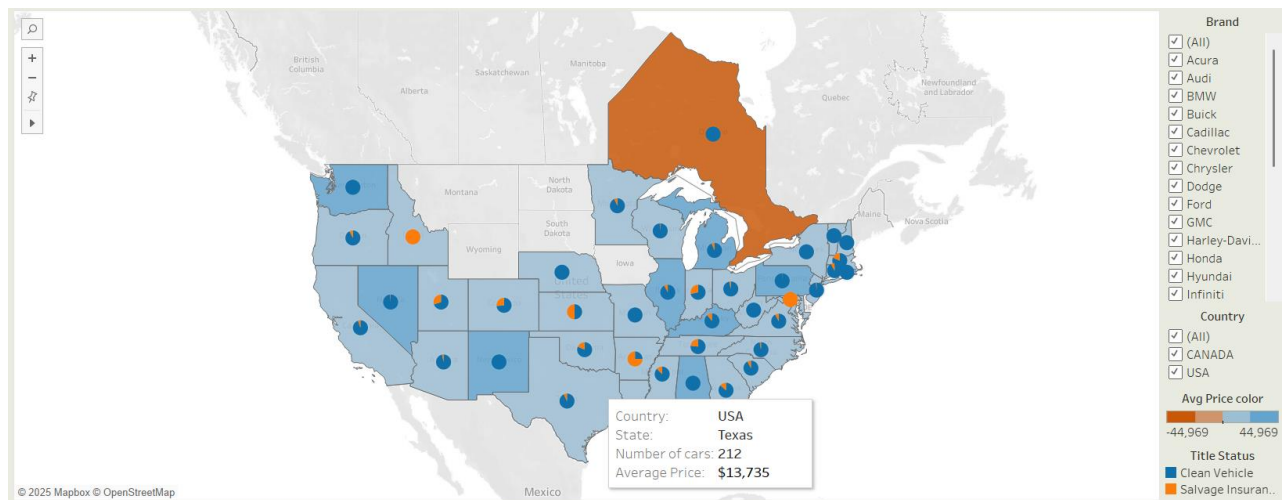 British
Columbia
Alberta
Saskatchewan
Manitoba
Quebec
Newfoundland
and Labrador
Montana
North
Dakota
South
Dakota
Wyoming
Iowa
United
States
Maine
Nova Scotia
Mexico
Country: USA
State: Texas
Number of cars: 212
Average Price: $13,735
© 2025 Mapbox © OpenStreetMap
Brand
(All)
Acura
Audi
BMW
Buick
Cadillac
Chevrolet
Chrysler
Dodge
Ford
GMC
Harley-Davi...
Honda
Hyundai
Infiniti
Country
(All)
CANADA
USA
Avg Price color
-44,969 44,969
Title Status
Clean Vehicle
Salvage Insuran..